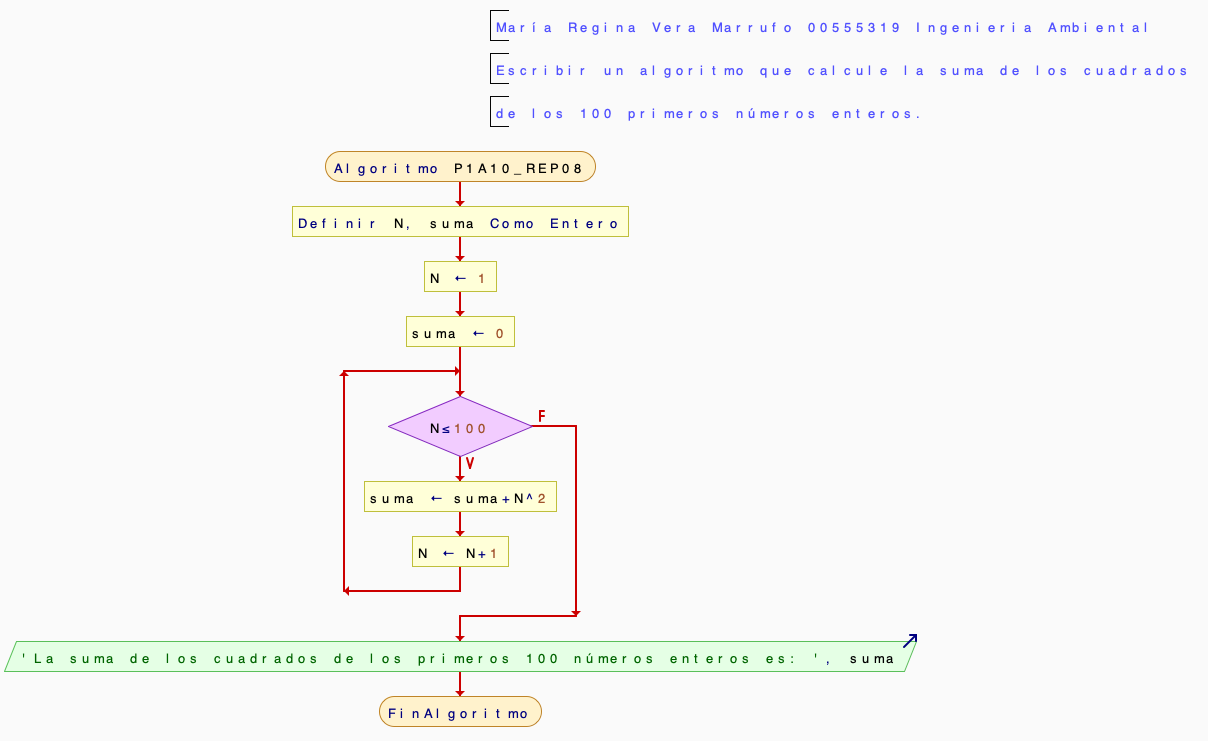 María Regina Vera Marrufo 00555319 Ingenieria Ambiental
Escribir un algoritmo que calcule la suma de los cuadrados
de los 100 primeros números enteros.
Algoritmo P1A10_REP08
Definir N, suma Como Entero
N ← 1
suma ← 0
F
N≤100
V
suma ← suma+N^2
N ← N+1
'La suma de los cuadrados de los primeros 100 números enteros es: ', suma
FinAlgoritmo